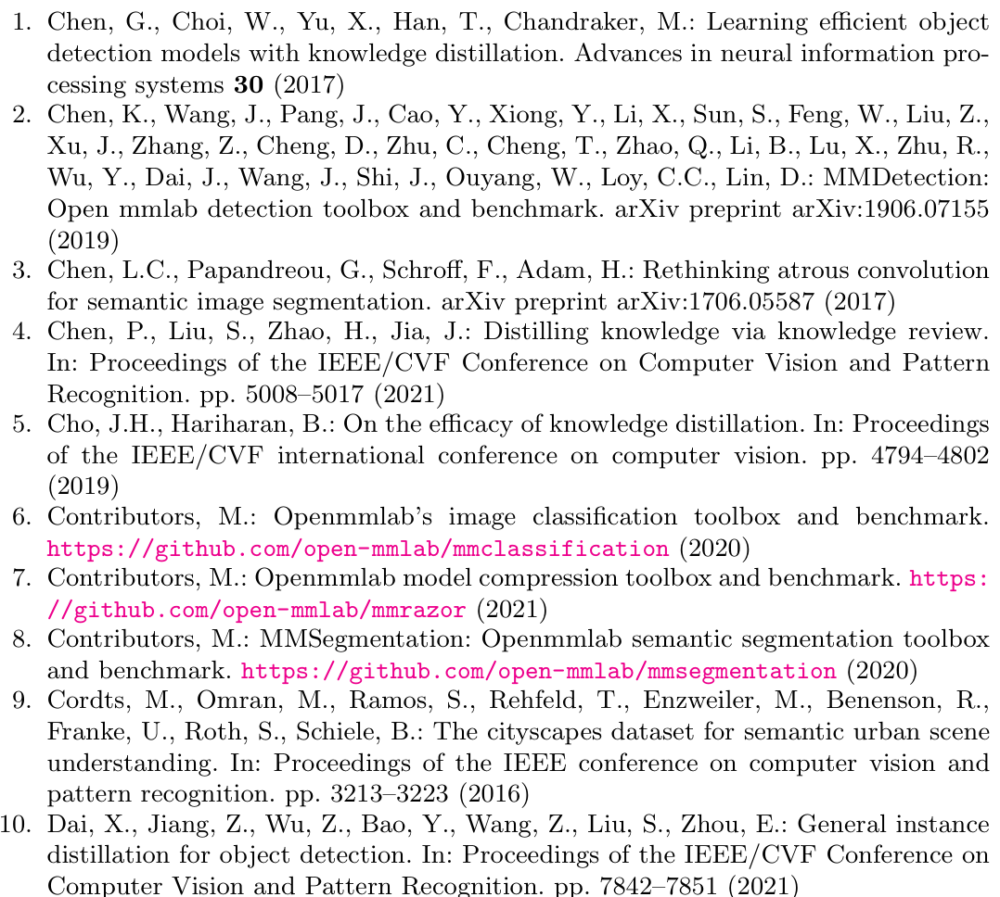 1. Chen, G., Choi, W., Yu, X., Han, T., Chandraker, M.: Learning efficient object
detection models with knowledge distillation. Advances in neural information pro-
cessing systems 30 (2017)
2. Chen, K., Wang, J., Pang, J., Cao, Y., Xiong, Y., Li, X., Sun, S., Feng, W., Liu, Z.,
Xu, J., Zhang, Z., Cheng, D., Zhu, C., Cheng, T., Zhao, Q., Li, B., Lu, X., Zhu, R.,
Wu, Y., Dai, J., Wang, J., Shi, J., Ouyang, W., Loy, C.C., Lin, D.: MMDetection:
Open mmlab detection toolbox and benchmark. arXiv preprint arXiv:1906.07155
(2019)
3. Chen, L.C., Papandreou, G., Schroff, F., Adam, H.: Rethinking atrous convolution
for semantic image segmentation. arXiv preprint arXiv:1706.05587 (2017)
4. Chen, P., Liu, S., Zhao, H., Jia, J.: Distilling knowledge via knowledge review.
In: Proceedings of the IEEE/CVF Conference on Computer Vision and Pattern
Recognition. pp. 5008–5017 (2021)
5. Cho, J.H., Hariharan, B.: On the efficacy of knowledge distillation. In: Proceedings
of the IEEE/CVF international conference on computer vision. pp. 4794–4802
(2019)
6. Contributors, M.: Openmmlab's image classification toolbox and benchmark.
https://github.com/open-mmlab/mmclassification (2020)
7. Contributors, M.: Openmmlab model compression toolbox and benchmark. https:
//github.com/open-mmlab/mmrazor (2021)
8. Contributors, M.: MMSegmentation: Openmmlab semantic segmentation toolbox
and benchmark. https://github.com/open-mmlab/mmsegmentation (2020)
9. Cordts, M., Omran, M., Ramos, S., Rehfeld, T., Enzweiler, M., Benenson, R.,
Franke, U., Roth, S., Schiele, B.: The cityscapes dataset for semantic urban scene
understanding. In: Proceedings of the IEEE conference on computer vision and
pattern recognition. pp. 3213–3223 (2016)
10. Dai, X., Jiang, Z., Wu, Z., Bao, Y., Wang, Z., Liu, S., Zhou, E.: General instance
distillation for object detection. In: Proceedings of the IEEE/CVF Conference on
Computer Vision and Pattern Recognition. pp. 7842–7851 (2021)